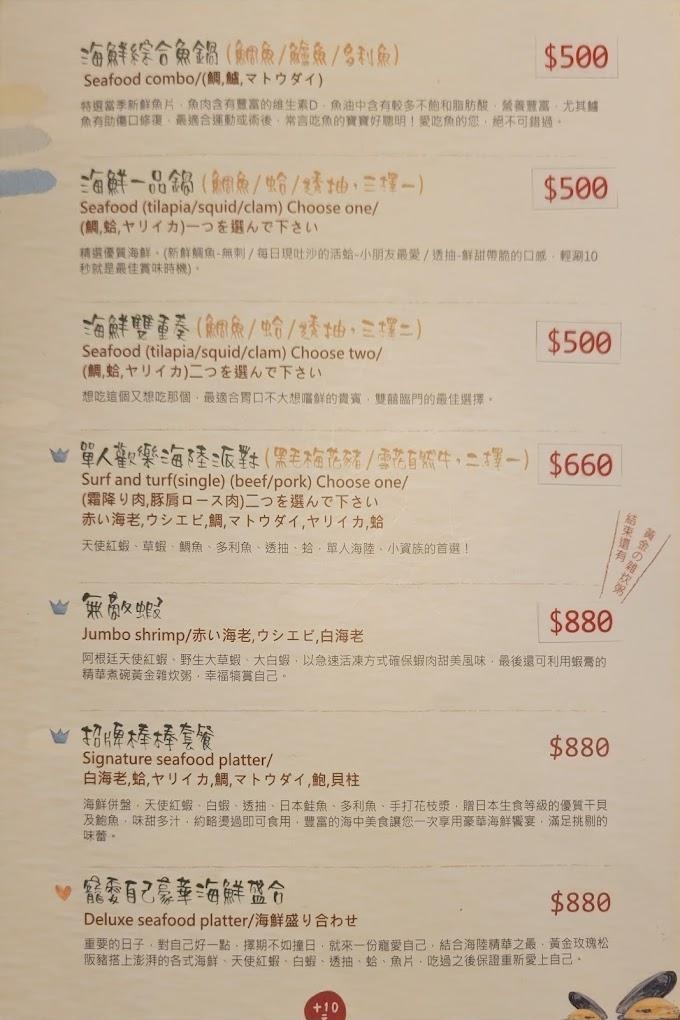 海鮮綜合魚鍋(鯛魚/鱸魚/多利魚)
$500
Seafood combo/(鯛,鱸,マトウダイ)
特選當季新鮮魚片，魚肉含有豐富的維生素D，魚油中含有較多不飽和脂肪酸，營養豐富，尤其鱸
魚有助傷口修復，最適合運動或術後，常言吃魚的寶寶好聰明！愛吃魚的您，絕不可錯過。
海鮮一品鍋(鯛魚/蛤/透抽，三擇一)
$500
Seafood (tilapia/squid/clam) Choose one/
(鯛,蛤,ヤリイカ)一つを選んで下さい
精選優質海鮮。(新鮮鯛魚-無刺/每日現吐沙的活蛤~小朋友最愛/透抽-鮮甜帶脆的口感，輕涮10
秒就是最佳賞味時機)。
海鮮雙重奏(鯛魚/蛤/透抽，三擇二)
$500
Seafood (tilapia/squid/clam) Choose two/
(鯛,蛤,ヤリイカ)二つを選んで下さい
想吃這個又想吃那個，最適合胃口不大想嚐鮮的貴賓，雙囍臨門的最佳選擇。
單人歡樂海陸派對(黑毛梅花豬/雪花自然牛，二擇一)
$660
Surf and turf(single) (beef/pork) Choose one/
(霜降り肉,豚肩ロース肉)二つを選んで下さい
赤い海老,ウシエビ,鯛,マトウダイ,ヤリイカ,蛤
天使紅蝦、草蝦、鯛魚、多利魚、透抽、蛤，單人海陸，小資族的首選！
黃金の雜炊粥
結束還有
無敵蝦
$880
Jumbo shrimp/赤い海老,ウシエビ,白海老
阿根廷天使紅蝦、野生大草蝦、大白蝦，以急速活凍方式確保蝦肉甜美風味，最後還可利用蝦膏的
精華煮碗黃金雜炊粥，幸福犒賞自己。
招牌棒棒套餐
$880
Signature seafood platter/
白海老,蛤,ヤリイカ,鯛,マトウダイ,鮑,貝柱
海鮮併盤，天使紅蝦、白蝦、透抽、日本鮭魚、多利魚、手打花枝漿，贈日本生食等級的優質干貝
及鮑魚，味甜多汁，約略燙過即可食用，豐富的海中美食讓您一次享用豪華海鮮饗宴，滿足挑剔的
味蕾。
寵愛自己豪華海鮮盛合
$880
Deluxe seafood platter/海鮮盛り合わせ
重要的日子，對自己好一點，擇期不如撞日，就來一份寵愛自己，結合海陸精華之最，黃金玫瑰松
阪豬搭上澎湃的各式海鮮、天使紅蝦、白蝦、透抽、蛤、魚片，吃過之後保證重新愛上自己。
+10